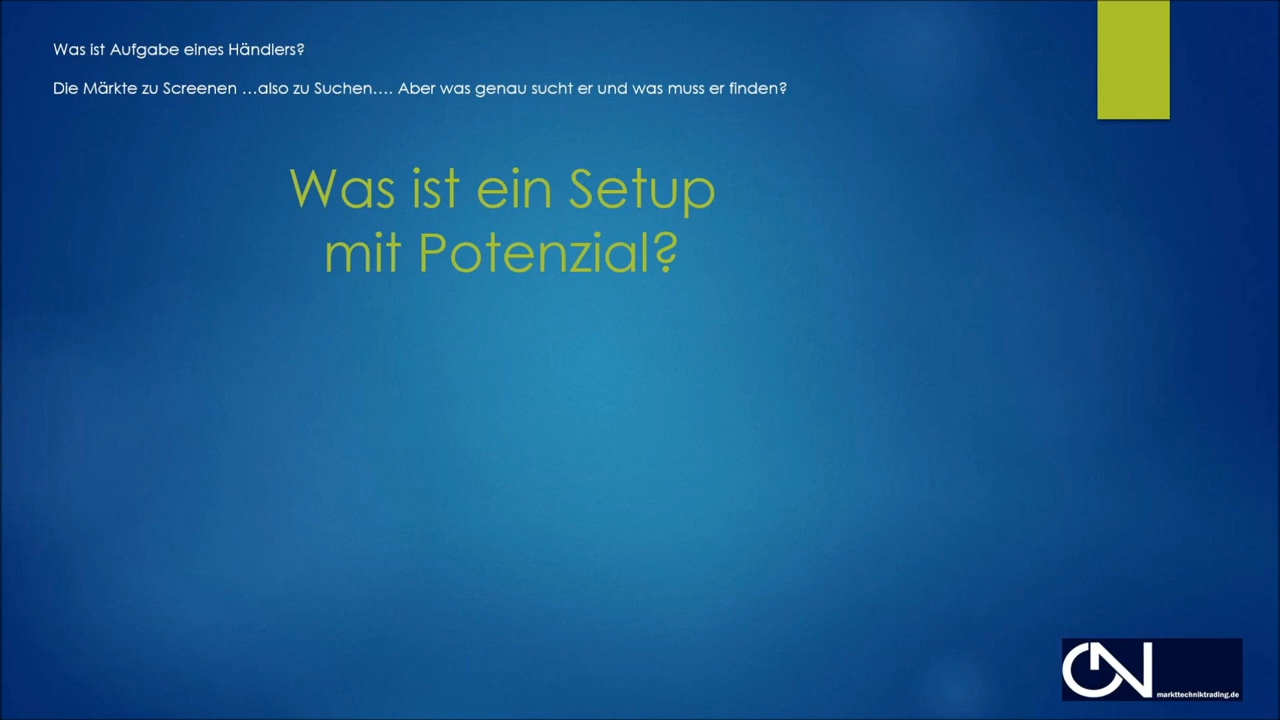 Was ist Aufgabe eines Händlers?
Die Märkte zu Screenen ...also zu Suchen.... Aber was genau sucht er und was muss er finden?
Was ist ein Setup
mit Potenzial?
ON
markttechniktrading.de